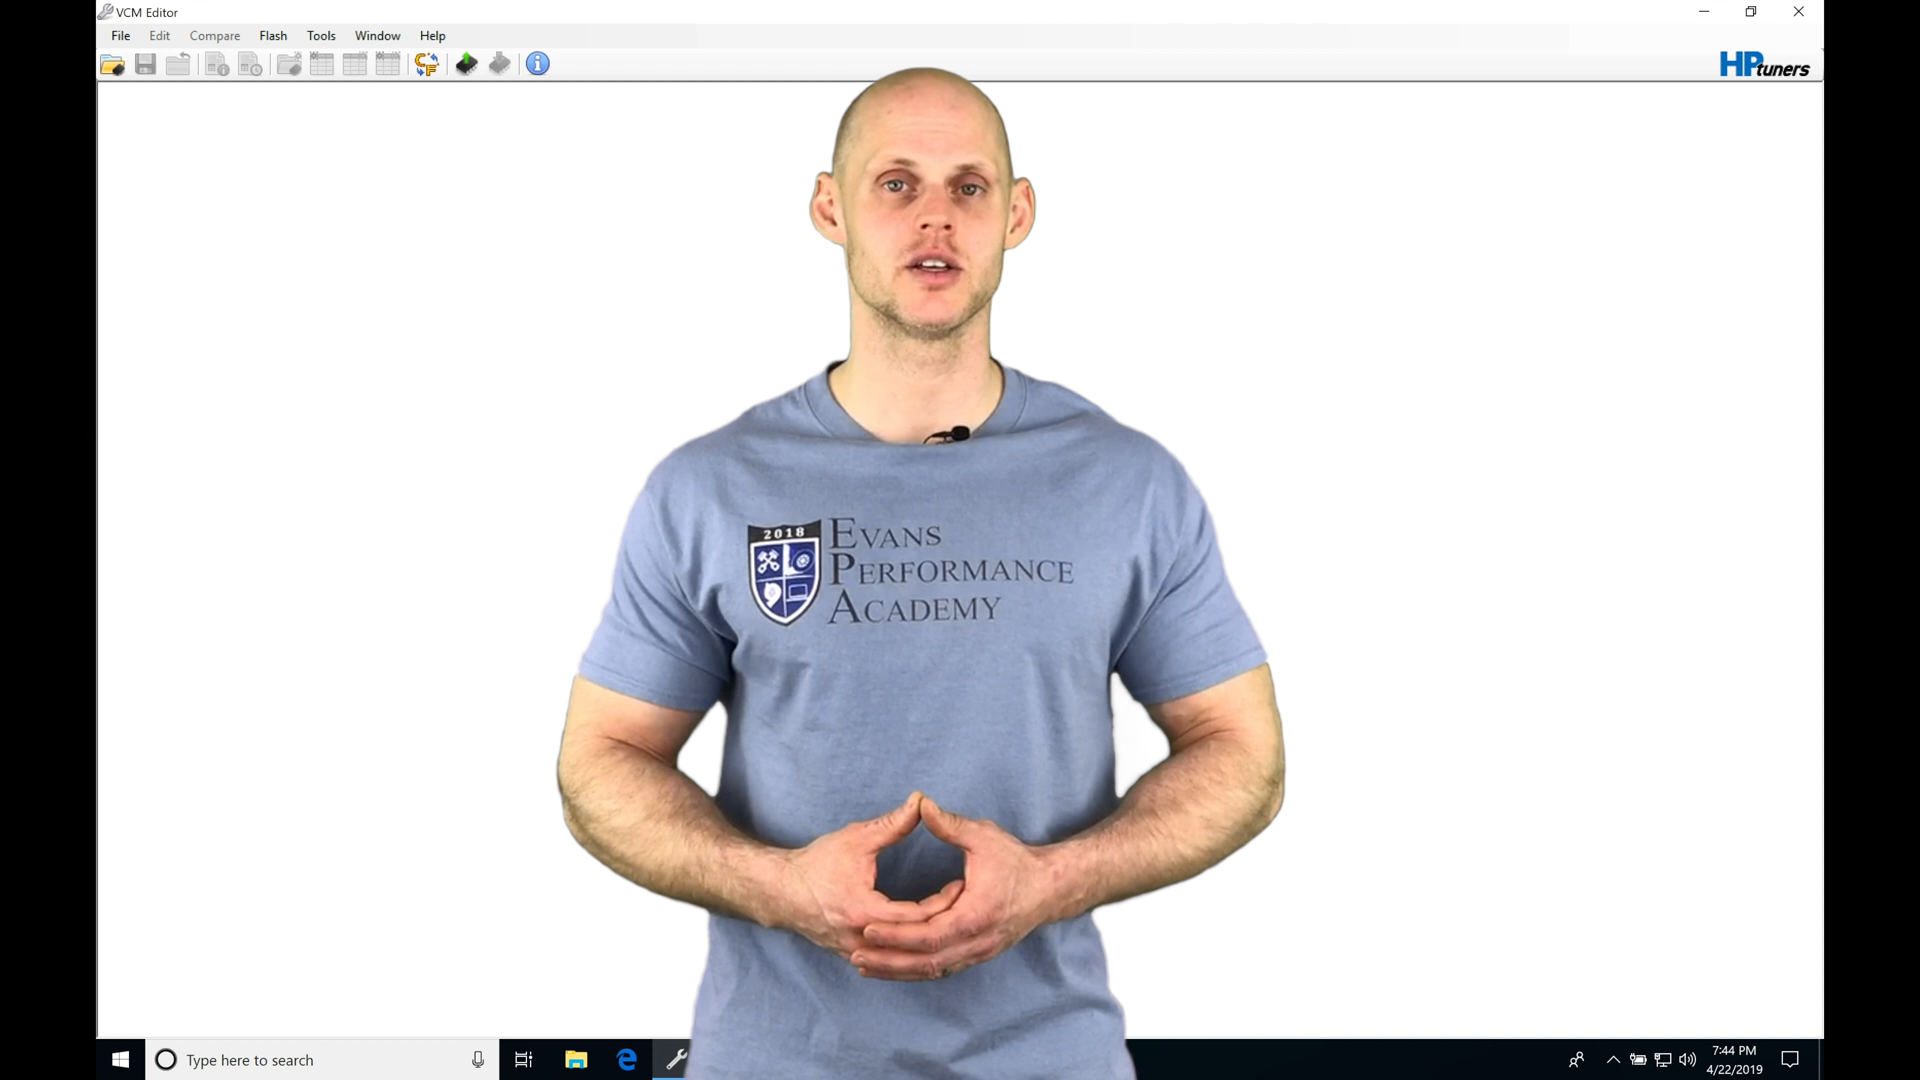 VCM Editor
File Edit Compare Flash Tools Window Help
HPtuners
2018
EVANS
PERFORMANCE
ACADEMY
Type here to search
7:44 PM
4/22/2019